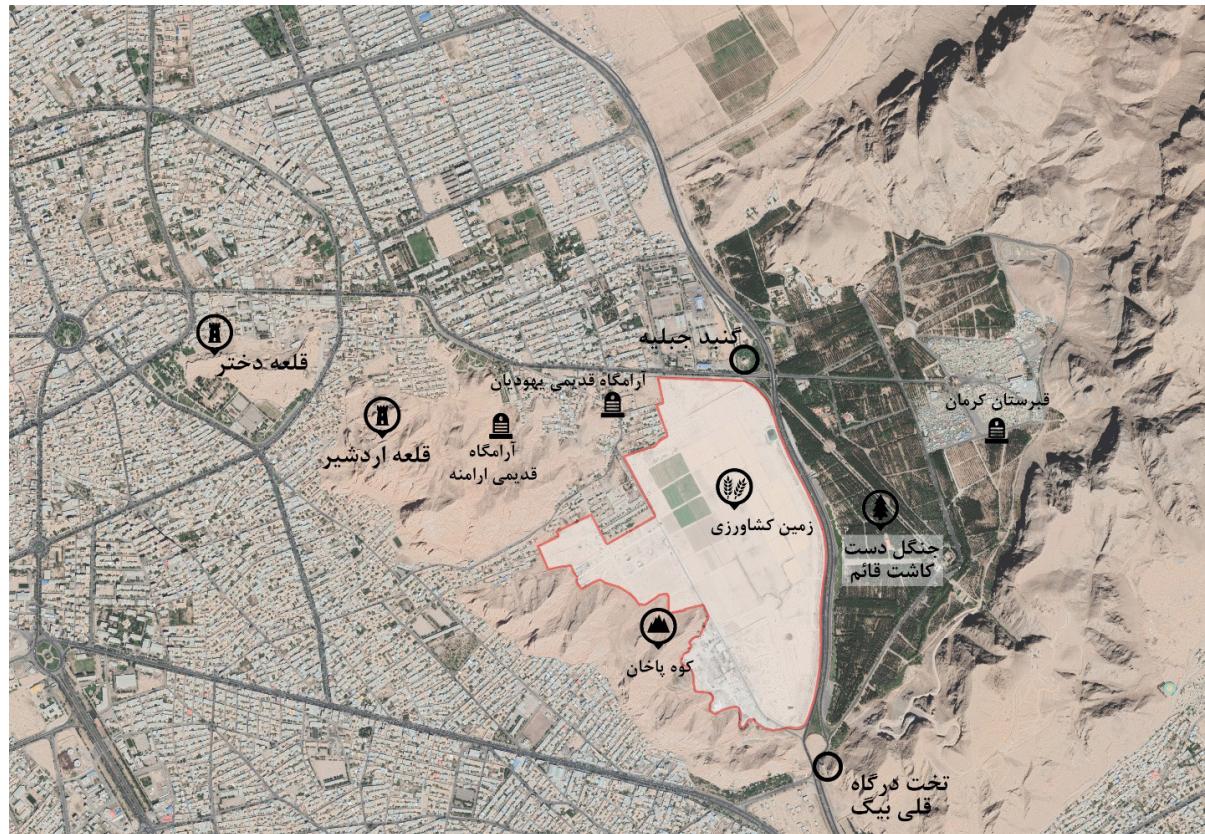 گنبد جبلیه
قلعه دختر
آرامگاه قدیمی یهودیان
قبرستان کرمان
قلعه اردشیر
آرامگاه
قدیمی ارامنه
زمین کشاورزی
جنگل دست
کاشت قائم
کوه پاخان
تخت درگاه
قلی بیگ